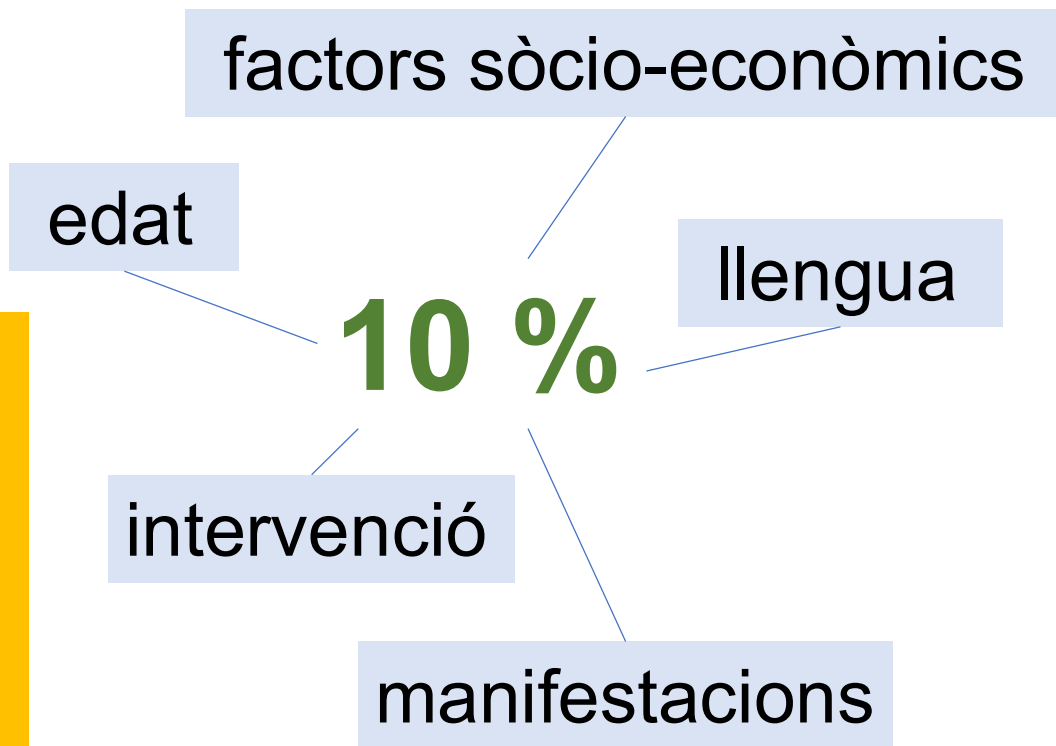 factors sòcio-econòmics
edat
llengua
10 %
intervenció
manifestacions